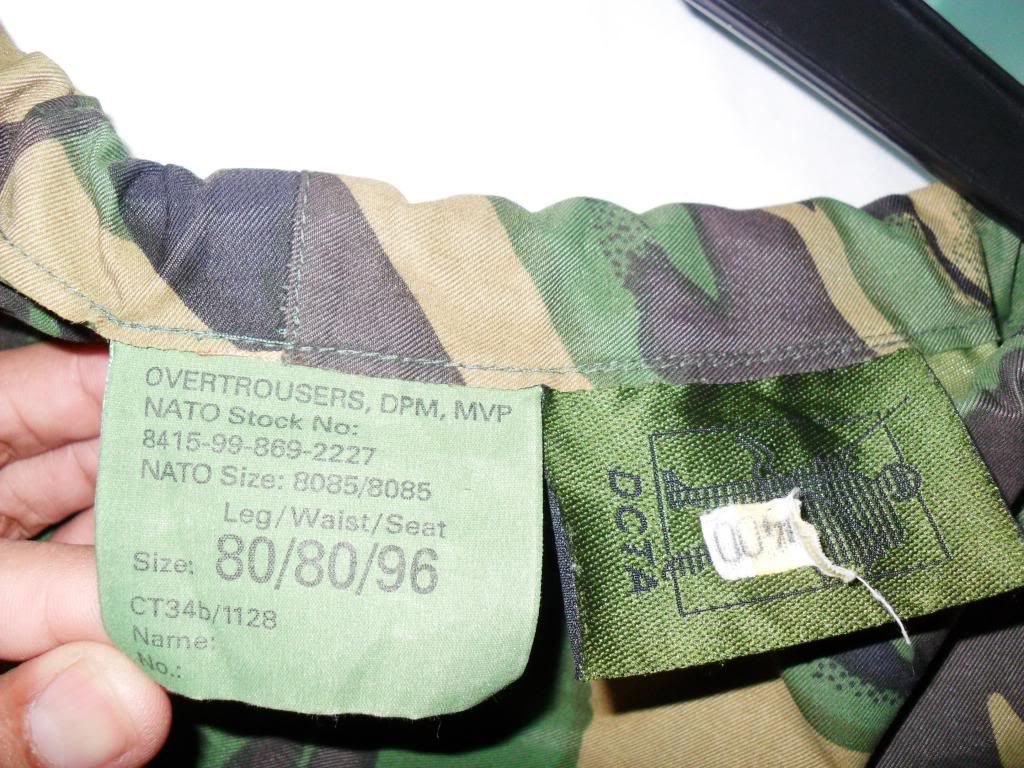 OVERTROUSERS, DPM, MVP
NATO Stock No:
8415-99-869-2227
NATO Size: 8085/8085
Leg/Waist/Seat
Size: 80/80/96
CT34b/1128
Name:
No.:
DC74